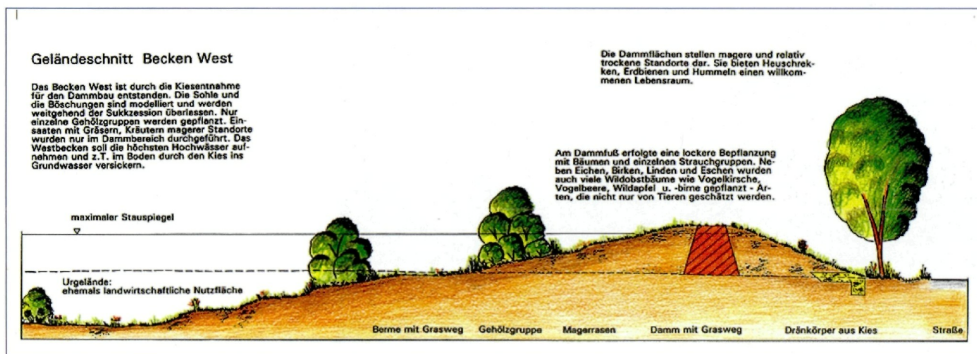 Geländeschnitt Becken West
Das Becken West ist durch die Kiesentnahme
für den Dammbau entstanden. Die Sohle und
die Böschungen sind modelliert und werden
weitgehend der Sukkzession überlassen. Nur
einzelne Gehölzgruppen werden gepflanzt. Ein-
saaten mit Gräsern, Kräutern magerer Standorte
wurden nur im Dammbereich durchgeführt. Das
Westbecken soll die höchsten Hochwässer auf-
nehmen und z.T. im Boden durch den Kies ins
Grundwasser versickern.
Die Dammflächen stellen magere und relativ
trockene Standorte dar. Sie bieten Heuschrek-
ken, Erdbienen und Hummeln einen willkom-
menen Lebensraum.
Am Dammfuß erfolgte eine lockere Bepflanzung
mit Bäumen und einzelnen Strauchgruppen. Ne-
ben Eichen, Birken, Linden und Eschen wurden
auch viele Wildobstbäume wie Vogelkirsche,
Vogelbeere, Wildapfel u. -birne gepflanzt - Ar-
ten, die nicht nur von Tieren geschätzt werden.
maximaler Stauspiegel
Urgelände:
ehemals landwirtschaftliche Nutzfläche
Berme mit Grasweg Gehölzgruppe Magerrasen Damm mit Grasweg Dränkörper aus Kies Straße